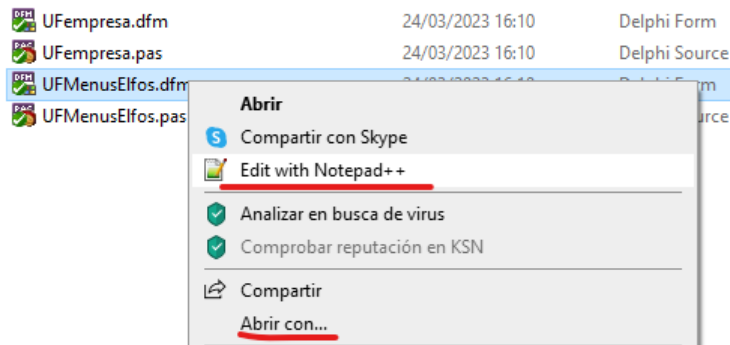 UFempresa.dfm 24/03/2023 16:10 Delphi Form
UFempresa.pas 24/03/2023 16:10 Delphi Source
UFMenusElfos.dfm
UFMenusElfos.pas
Abrir
Compartir con Skype
Edit with Notepad++
Analizar en busca de virus
Comprobar reputación en KSN
Compartir
Abrir con...